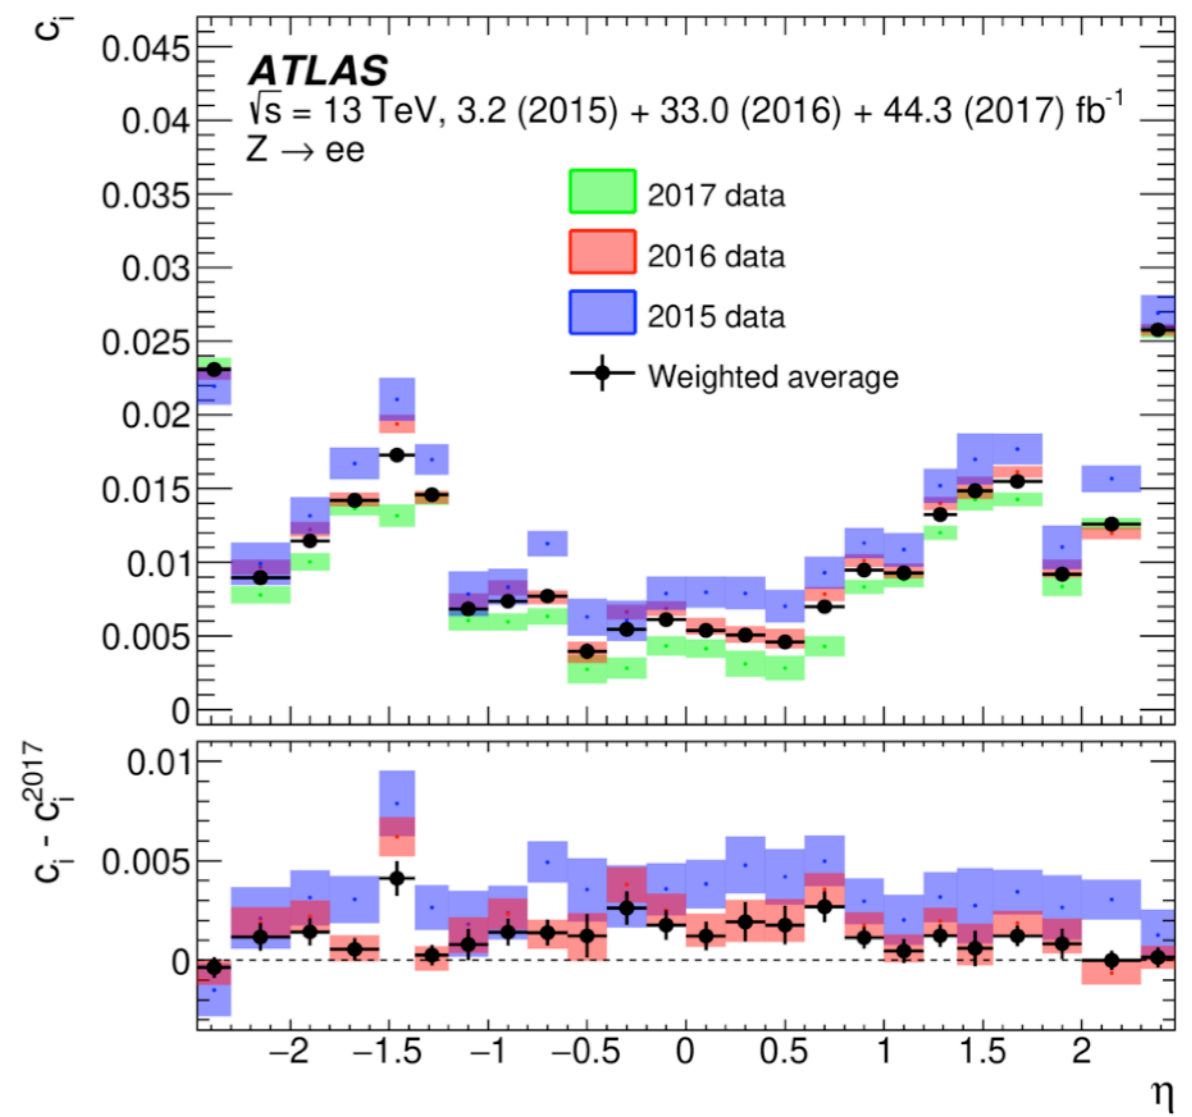 c_i
0.045
ATLAS
√s = 13 TeV, 3.2 (2015) + 33.0 (2016) + 44.3 (2017) fb⁻¹
0.04
Z → ee
0.035
2017 data
0.03
2016 data
2015 data
0.025
Weighted average
0.02
0.015
0.01
0.005
0
c_i - c_i^2017
0.01
0.005
0
−2 −1.5 −1 −0.5 0 0.5 1 1.5 2
η